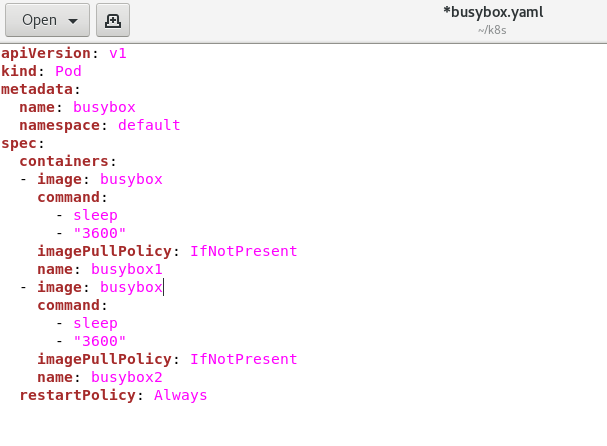 Open
*busybox.yaml
~/k8s
apiVersion: v1
kind: Pod
metadata:
  name: busybox
  namespace: default
spec:
  containers:
  - image: busybox
    command:
      - sleep
      - "3600"
    imagePullPolicy: IfNotPresent
    name: busybox1
  - image: busybox
    command:
      - sleep
      - "3600"
    imagePullPolicy: IfNotPresent
    name: busybox2
  restartPolicy: Always